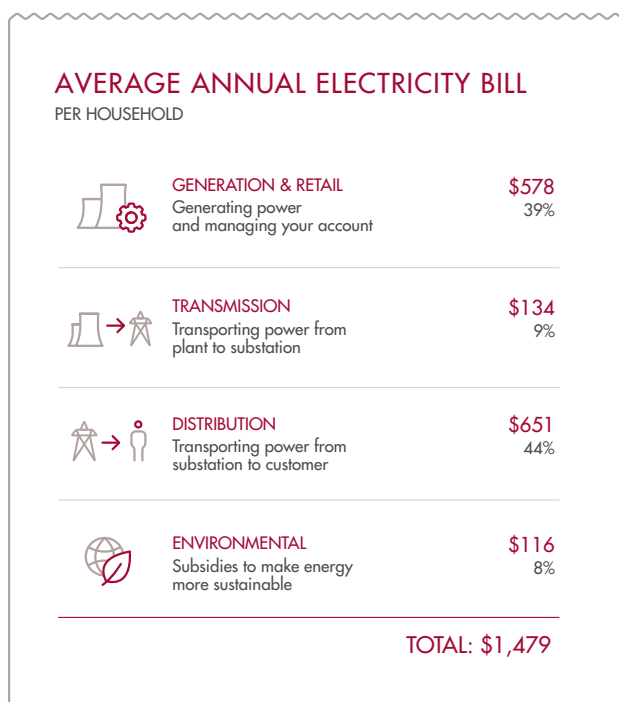 AVERAGE ANNUAL ELECTRICITY BILL
PER HOUSEHOLD
GENERATION & RETAIL
$578
Generating power
and managing your account
39%
TRANSMISSION
$134
Transporting power from
plant to substation
9%
DISTRIBUTION
$651
Transporting power from
substation to customer
44%
ENVIRONMENTAL
$116
Subsidies to make energy
more sustainable
8%
TOTAL: $1,479